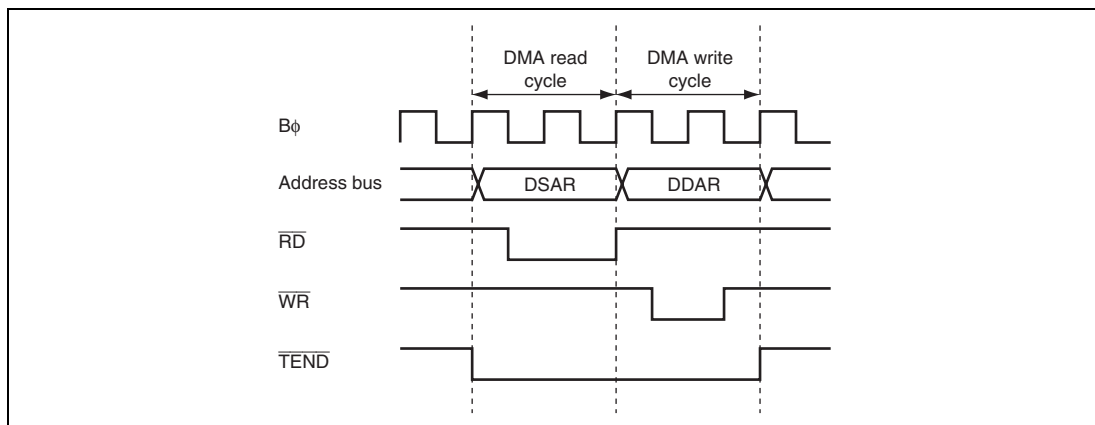 DMA read
cycle
DMA write
cycle
Bϕ
Address bus
DSAR
DDAR
RD
WR
TEND